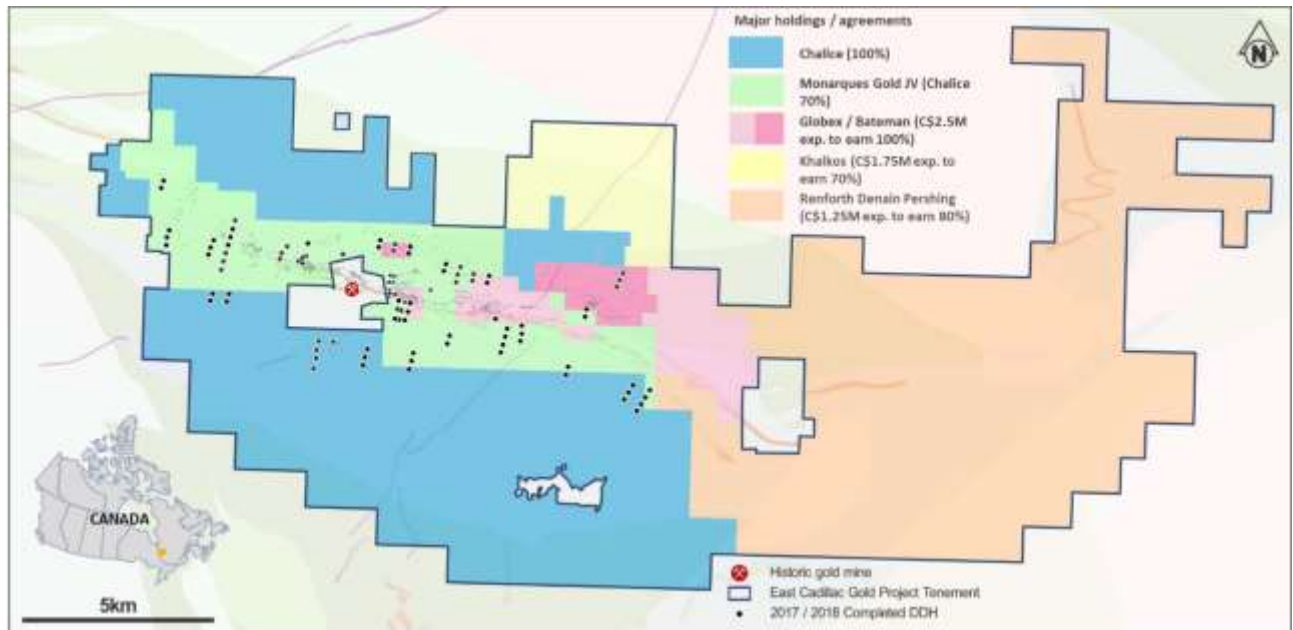 Major holdings / agreements
Chalice (100%)
Monarques Gold JV (Chalice
70%)
Globex / Bateman (C$2.5M
exp. to earn 100%)
Khalkos (C$1.75M exp. to
earn 70%)
Renforth Denain Pershing
(C$1.25M exp. to earn 80%)
N
CANADA
5km
Historic gold mine
East Cadillac Gold Project Tenement
2017 / 2018 Completed DDH